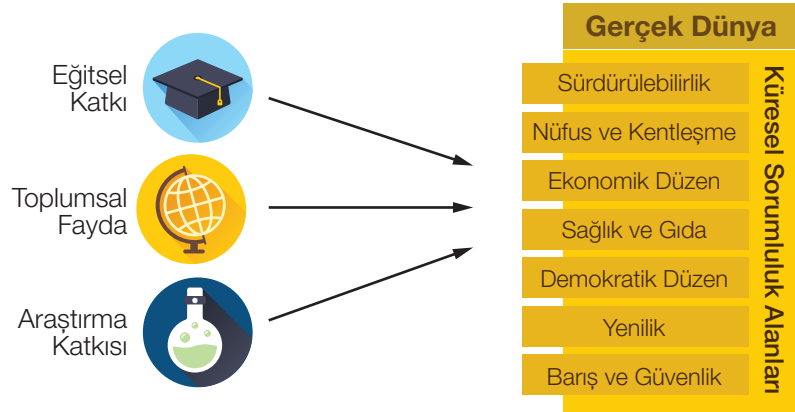 Eğitsel
Katkı
Toplumsal
Fayda
Araştırma
Katkısı
Gerçek Dünya
Sürdürülebilirlik
Nüfus ve Kentleşme
Ekonomik Düzen
Sağlık ve Gıda
Demokratik Düzen
Yenilik
Barış ve Güvenlik
Küresel Sorumluluk Alanları